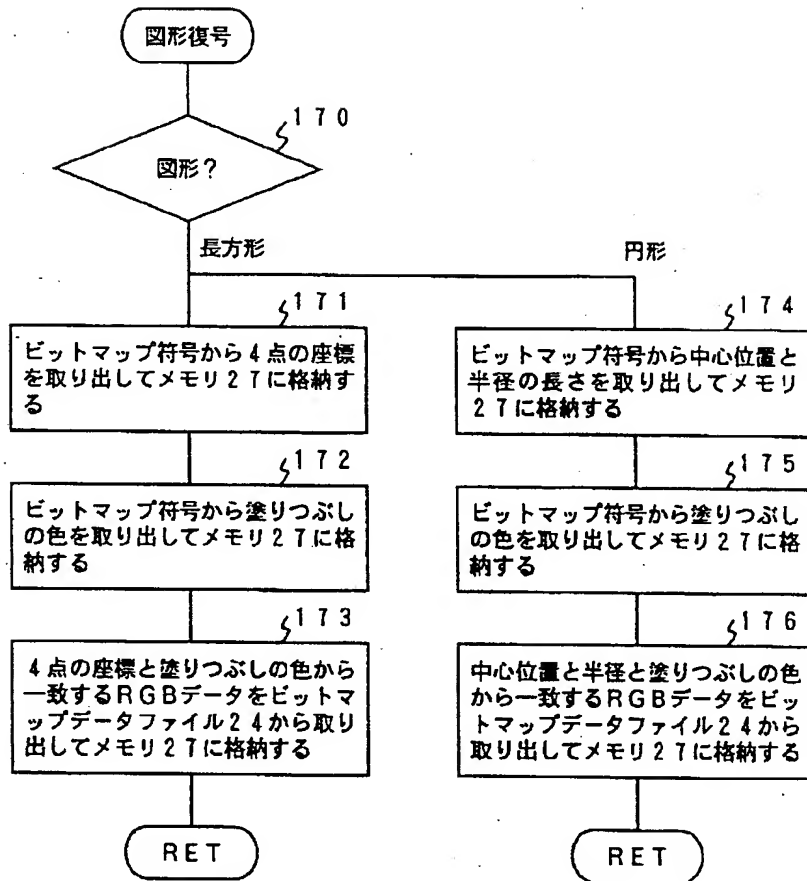 図形復号
170
図形?
長方形
円形
171
ビットマップ符号から4点の座標
を取り出してメモリ27に格納す
る
172
ビットマップ符号から塗りつぶし
の色を取り出してメモリ27に格
納する
173
4点の座標と塗りつぶしの色から
一致するRGBデータをビットマ
ップデータファイル24から取り
出してメモリ27に格納する
RET
174
ビットマップ符号から中心位置と
半径の長さを取り出してメモリ
27に格納する
175
ビットマップ符号から塗りつぶし
の色を取り出してメモリ27に格
納する
176
中心位置と半径と塗りつぶしの色
から一致するRGBデータをビッ
トマップデータファイル24から
取り出してメモリ27に格納する
RET